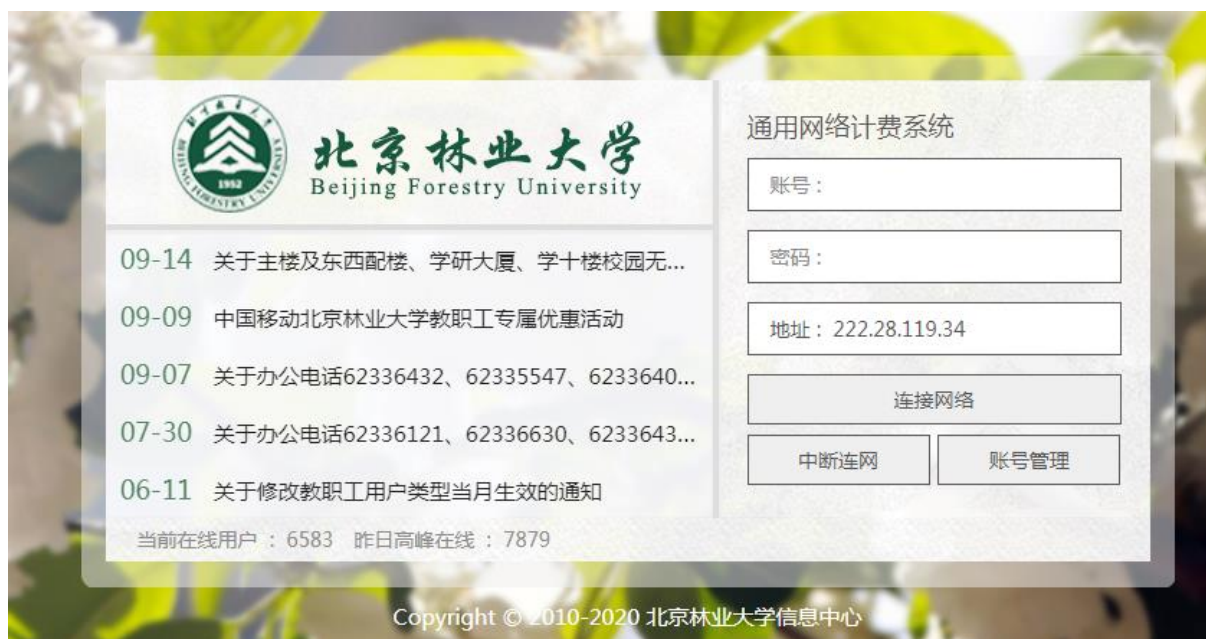 北京林业大学
Beijing Forestry University
BEIJING FORESTRY UNIVERSITY
1952
09-14 关于主楼及东西配楼、学研大厦、学十楼校园无...
09-09 中国移动北京林业大学教职工专属优惠活动
09-07 关于办公电话62336432、62335547、6233640...
07-30 关于办公电话62336121、62336630、6233643...
06-11 关于修改教职工用户类型当月生效的通知
当前在线用户 : 6583 昨日高峰在线 : 7879
通用网络计费系统
账号 :
密码 :
地址 : 222.28.119.34
连接网络
中断连网 账号管理
Copyright © 2010-2020 北京林业大学信息中心